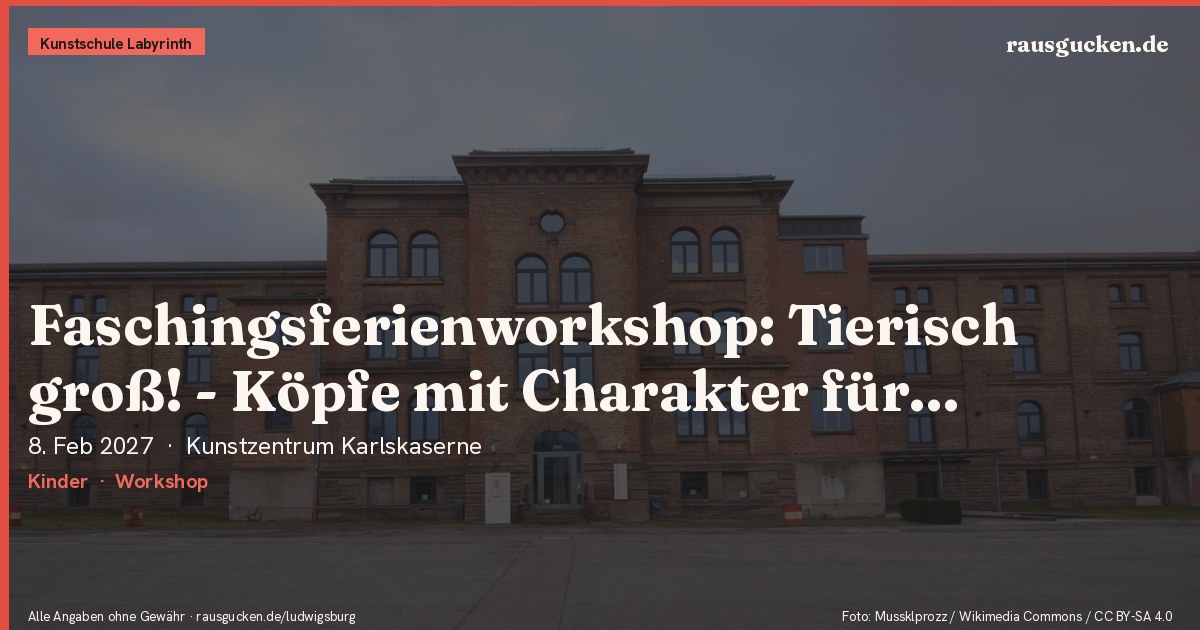 Kunstschule Labyrinth
rausgucken.de
Faschingsferienworkshop: Tierisch
groß! - Köpfe mit Charakter für...
8. Feb 2027 · Kunstzentrum Karlskaserne
Kinder · Workshop
Alle Angaben ohne Gewähr · rausgucken.de/ludwigsburg
Foto: Mussklprozz / Wikimedia Commons / CC BY-SA 4.0